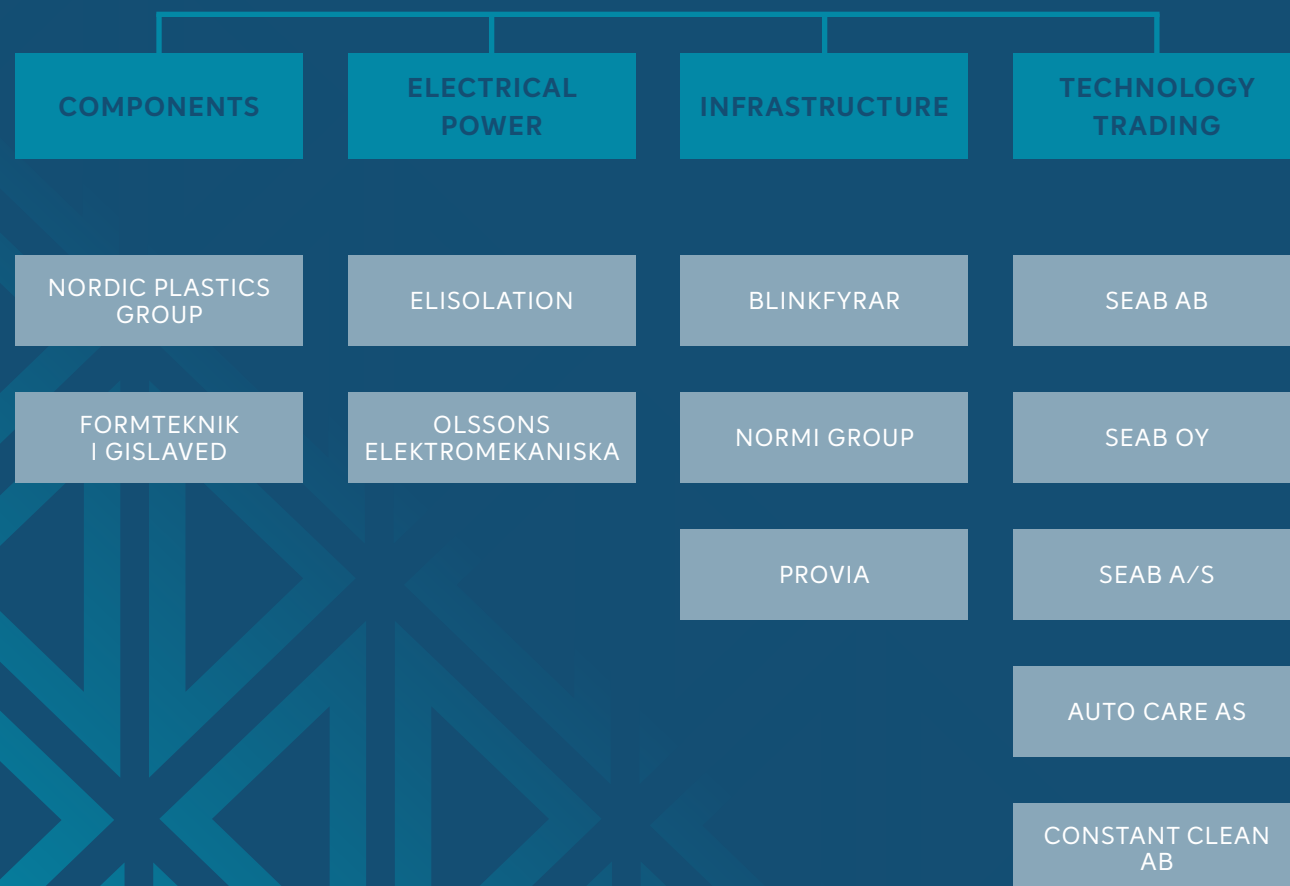 COMPONENTS
ELECTRICAL
POWER
INFRASTRUCTURE
TECHNOLOGY
TRADING
NORDIC PLASTICS
GROUP
ELISOLATION
BLINKFYRAR
SEAB AB
FORMTEKNIK
I GISLAVED
OLSSONS
ELEKTROMEKANISKA
NORMI GROUP
SEAB OY
PROVIA
SEAB A/S
AUTO CARE AS
CONSTANT CLEAN
AB